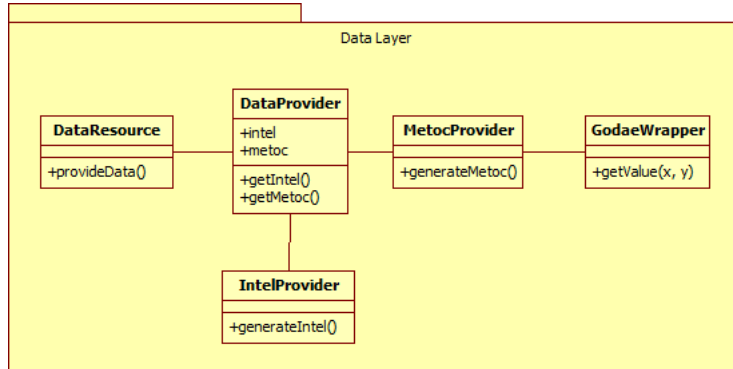 Data Layer
DataProvider
+intel
+metoc
+getIntel()
+getMetoc()
DataResource
+provideData()
MetocProvider
+generateMetoc()
GodaeWrapper
+getValue(x, y)
IntelProvider
+generateIntel()